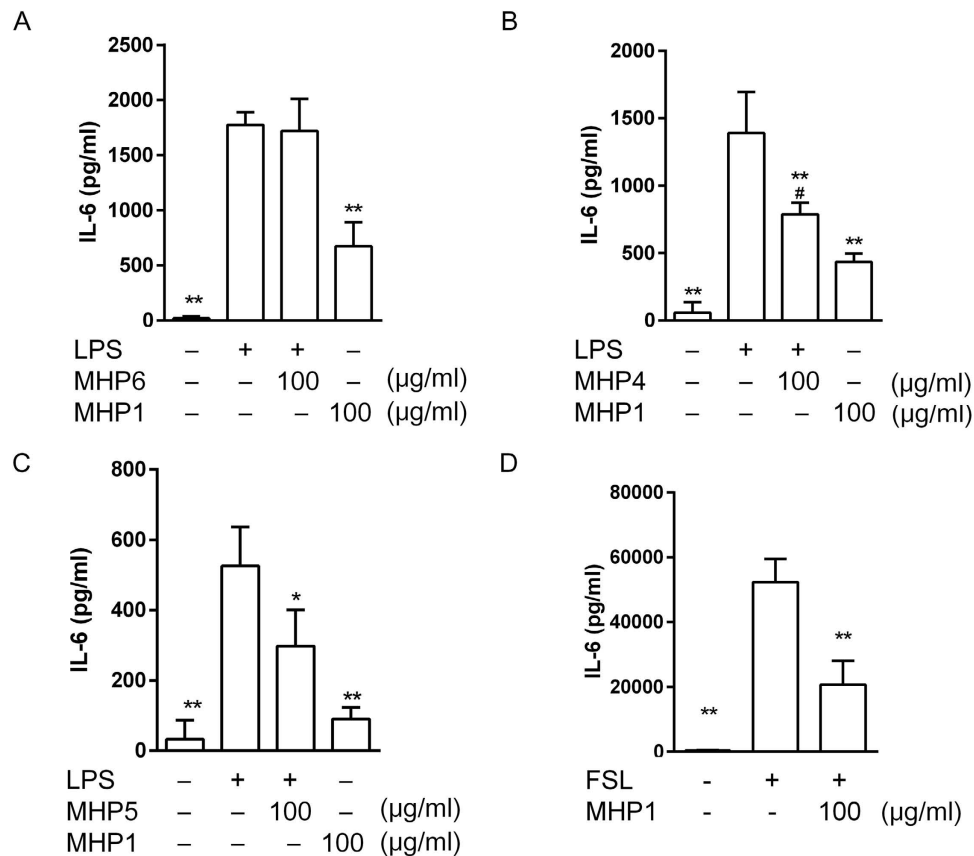 A
IL-6 (pg/ml)
2500
2000
1500
1000
500
0
**
**
LPS – + + –
MHP6 – – 100 – (µg/ml)
MHP1 – – – 100 (µg/ml)
B
IL-6 (pg/ml)
2000
1500
1000
500
0
**
**
#
**
LPS – + + –
MHP4 – – 100 – (µg/ml)
MHP1 – – – 100 (µg/ml)
C
IL-6 (pg/ml)
800
600
400
200
0
**
*
**
LPS – + + –
MHP5 – – 100 – (µg/ml)
MHP1 – – – 100 (µg/ml)
D
IL-6 (pg/ml)
80000
60000
40000
20000
0
**
**
FSL - + +
MHP1 - - 100 (µg/ml)